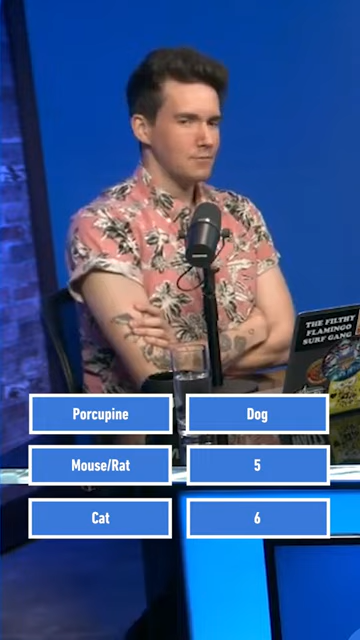 THE FILTHY
FLAMINGO
SURF GANG
Porcupine
Dog
Mouse/Rat
5
Cat
6